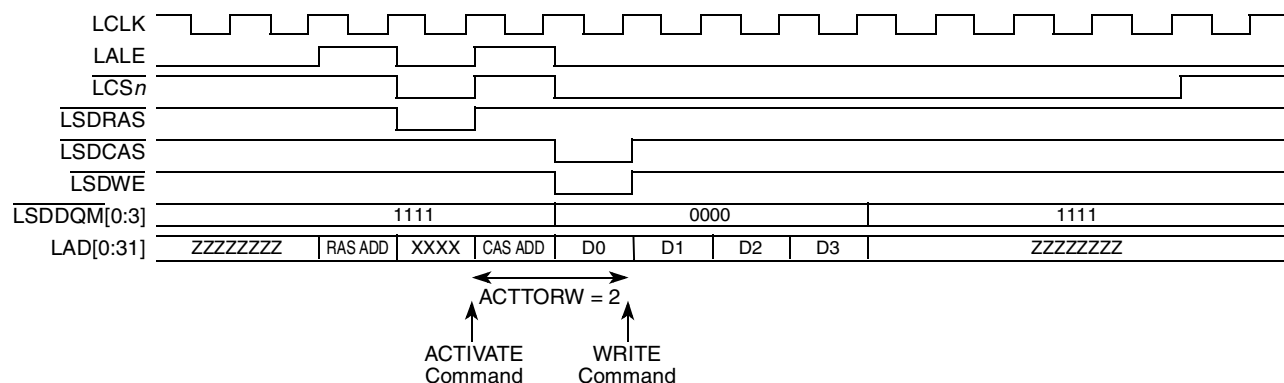 LCLK
LALE
LCSn
LSDRAS
LSDCAS
LSDWE
LSDDQM[0:3] 1111 0000 1111
LAD[0:31] ZZZZZZZZ RAS ADD XXXX CAS ADD D0 D1 D2 D3 ZZZZZZZZ
ACTTORW = 2
ACTIVATE WRITE
Command Command